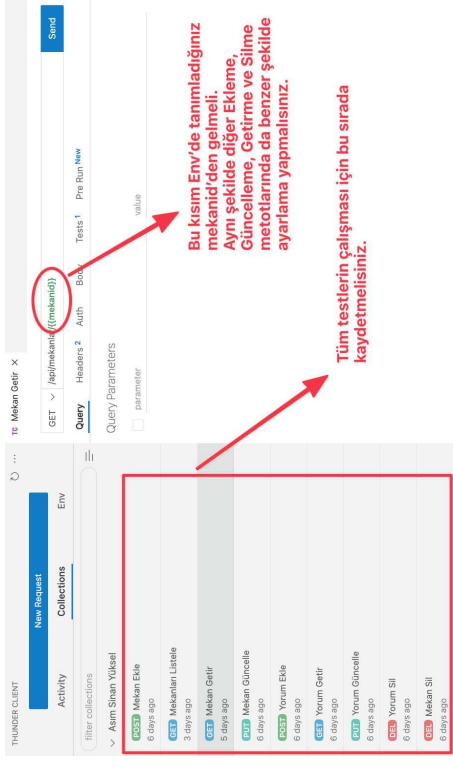 THUNDER CLIENT
New Request
Activity
Collections
Env
filter collections
Asım Sinan Yüksel
POST Mekan Ekle
6 days ago
GET Mekanları Listele
3 days ago
GET Mekan Getir
5 days ago
PUT Mekan Güncelle
6 days ago
POST Yorum Ekle
6 days ago
GET Yorum Getir
6 days ago
PUT Yorum Güncelle
6 days ago
DEL Yorum Sil
6 days ago
DEL Mekan Sil
6 days ago
TC Mekan Getir
GET /api/mekanlar/{{mekanid}}
Send
Query
Headers 2
Auth
Body
Tests 1
Pre Run New
Query Parameters
parameter
value
Bu kısım Env'de tanımladığınız
mekanid'den gelmeli.
Aynı şekilde diğer Ekleme,
Güncelleme, Getirme ve Silme
metotlarında da benzer şekilde
ayarlama yapmalısınız.
Tüm testlerin çalışması için bu sırada
kaydetmelisiniz.